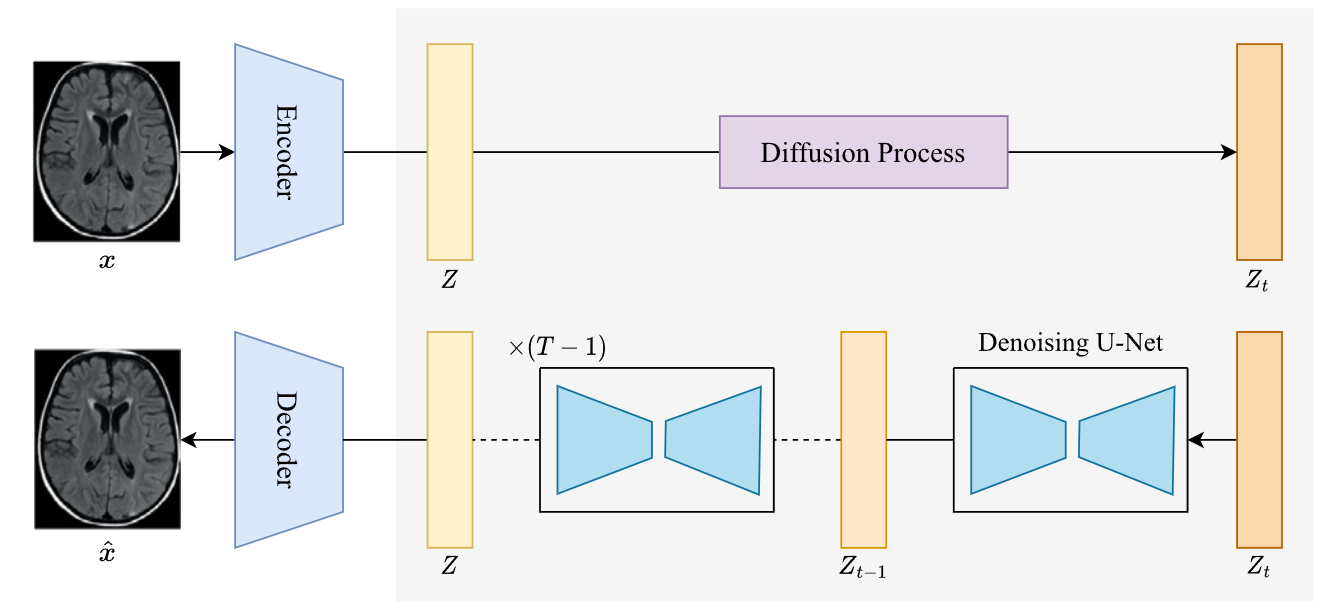 x
Encoder
Z
Diffusion Process
Z_t
x̂
Decoder
Z
×(T − 1)
Z_{t−1}
Denoising U-Net
Z_t